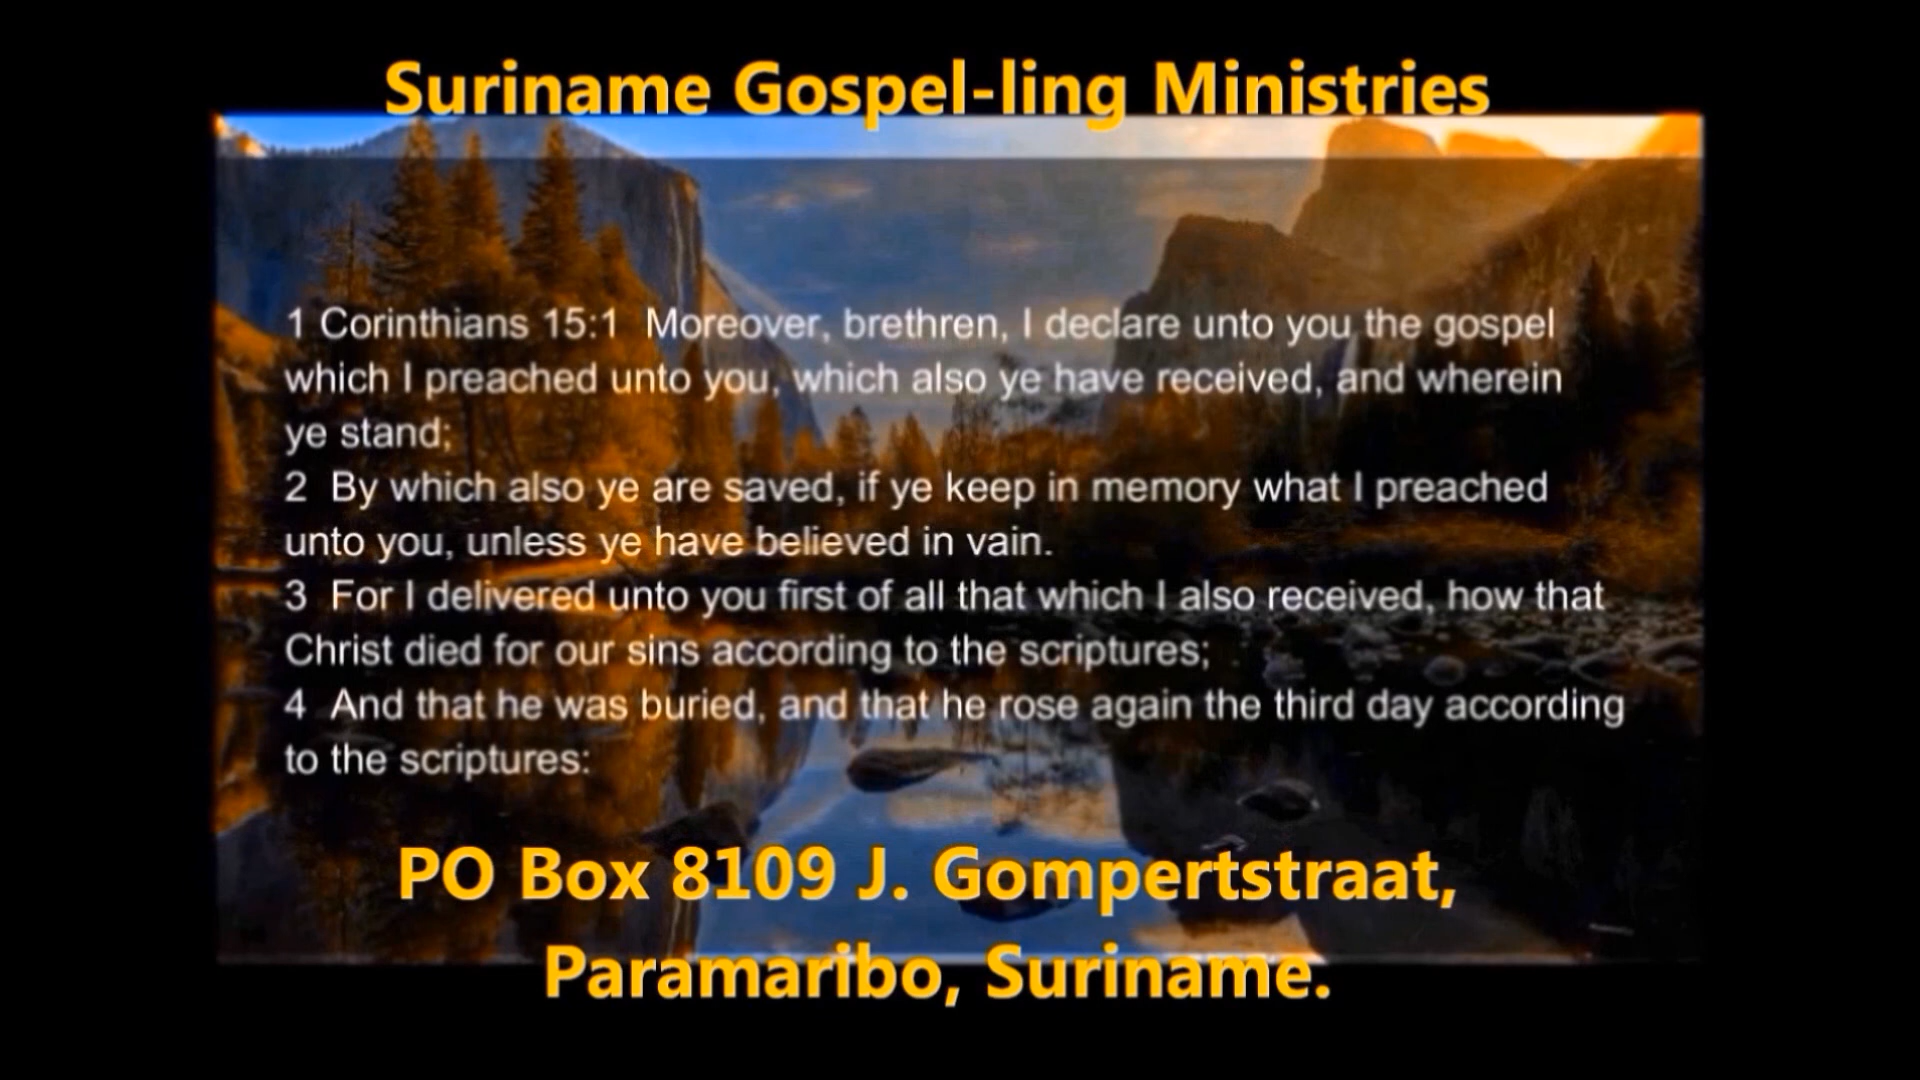 Suriname Gospel-ling Ministries
1 Corinthians 15:1  Moreover, brethren, I declare unto you the gospel
which I preached unto you, which also ye have received, and wherein
ye stand;
2  By which also ye are saved, if ye keep in memory what I preached
unto you, unless ye have believed in vain.
3  For I delivered unto you first of all that which I also received, how that
Christ died for our sins according to the scriptures;
4  And that he was buried, and that he rose again the third day according
to the scriptures:
PO Box 8109 J. Gompertstraat,
Paramaribo, Suriname.